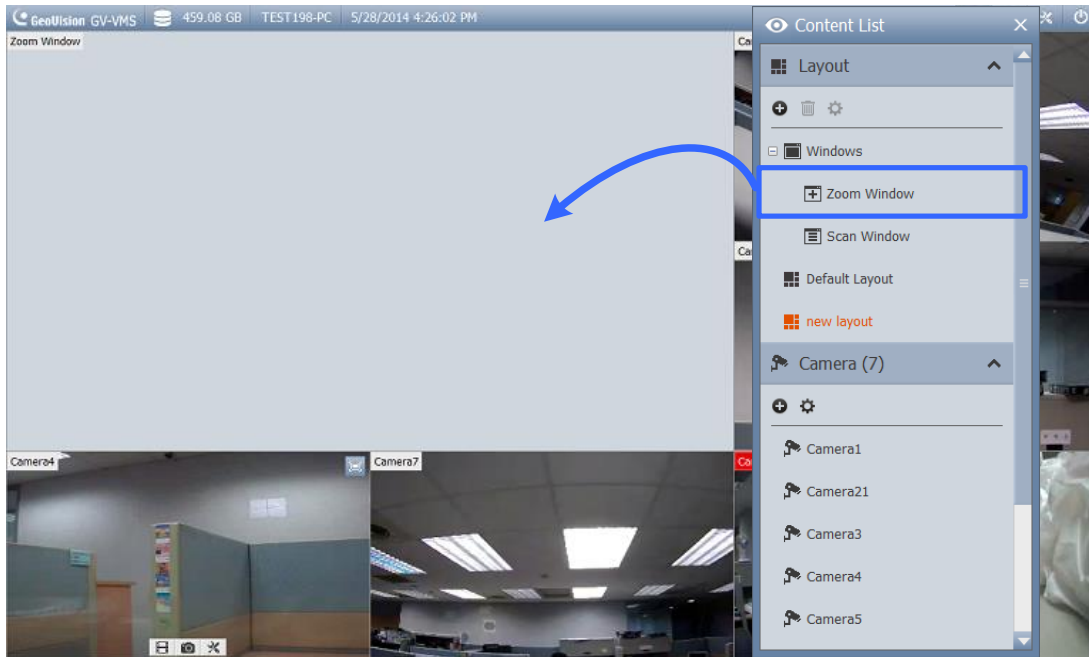 GeoVision GV-VMS 459.08 GB TEST198-PC 5/28/2014 4:26:02 PM
Zoom Window
Camera4
Camera7
Content List
Layout
Windows
Zoom Window
Scan Window
Default Layout
new layout
Camera (7)
Camera1
Camera21
Camera3
Camera4
Camera5